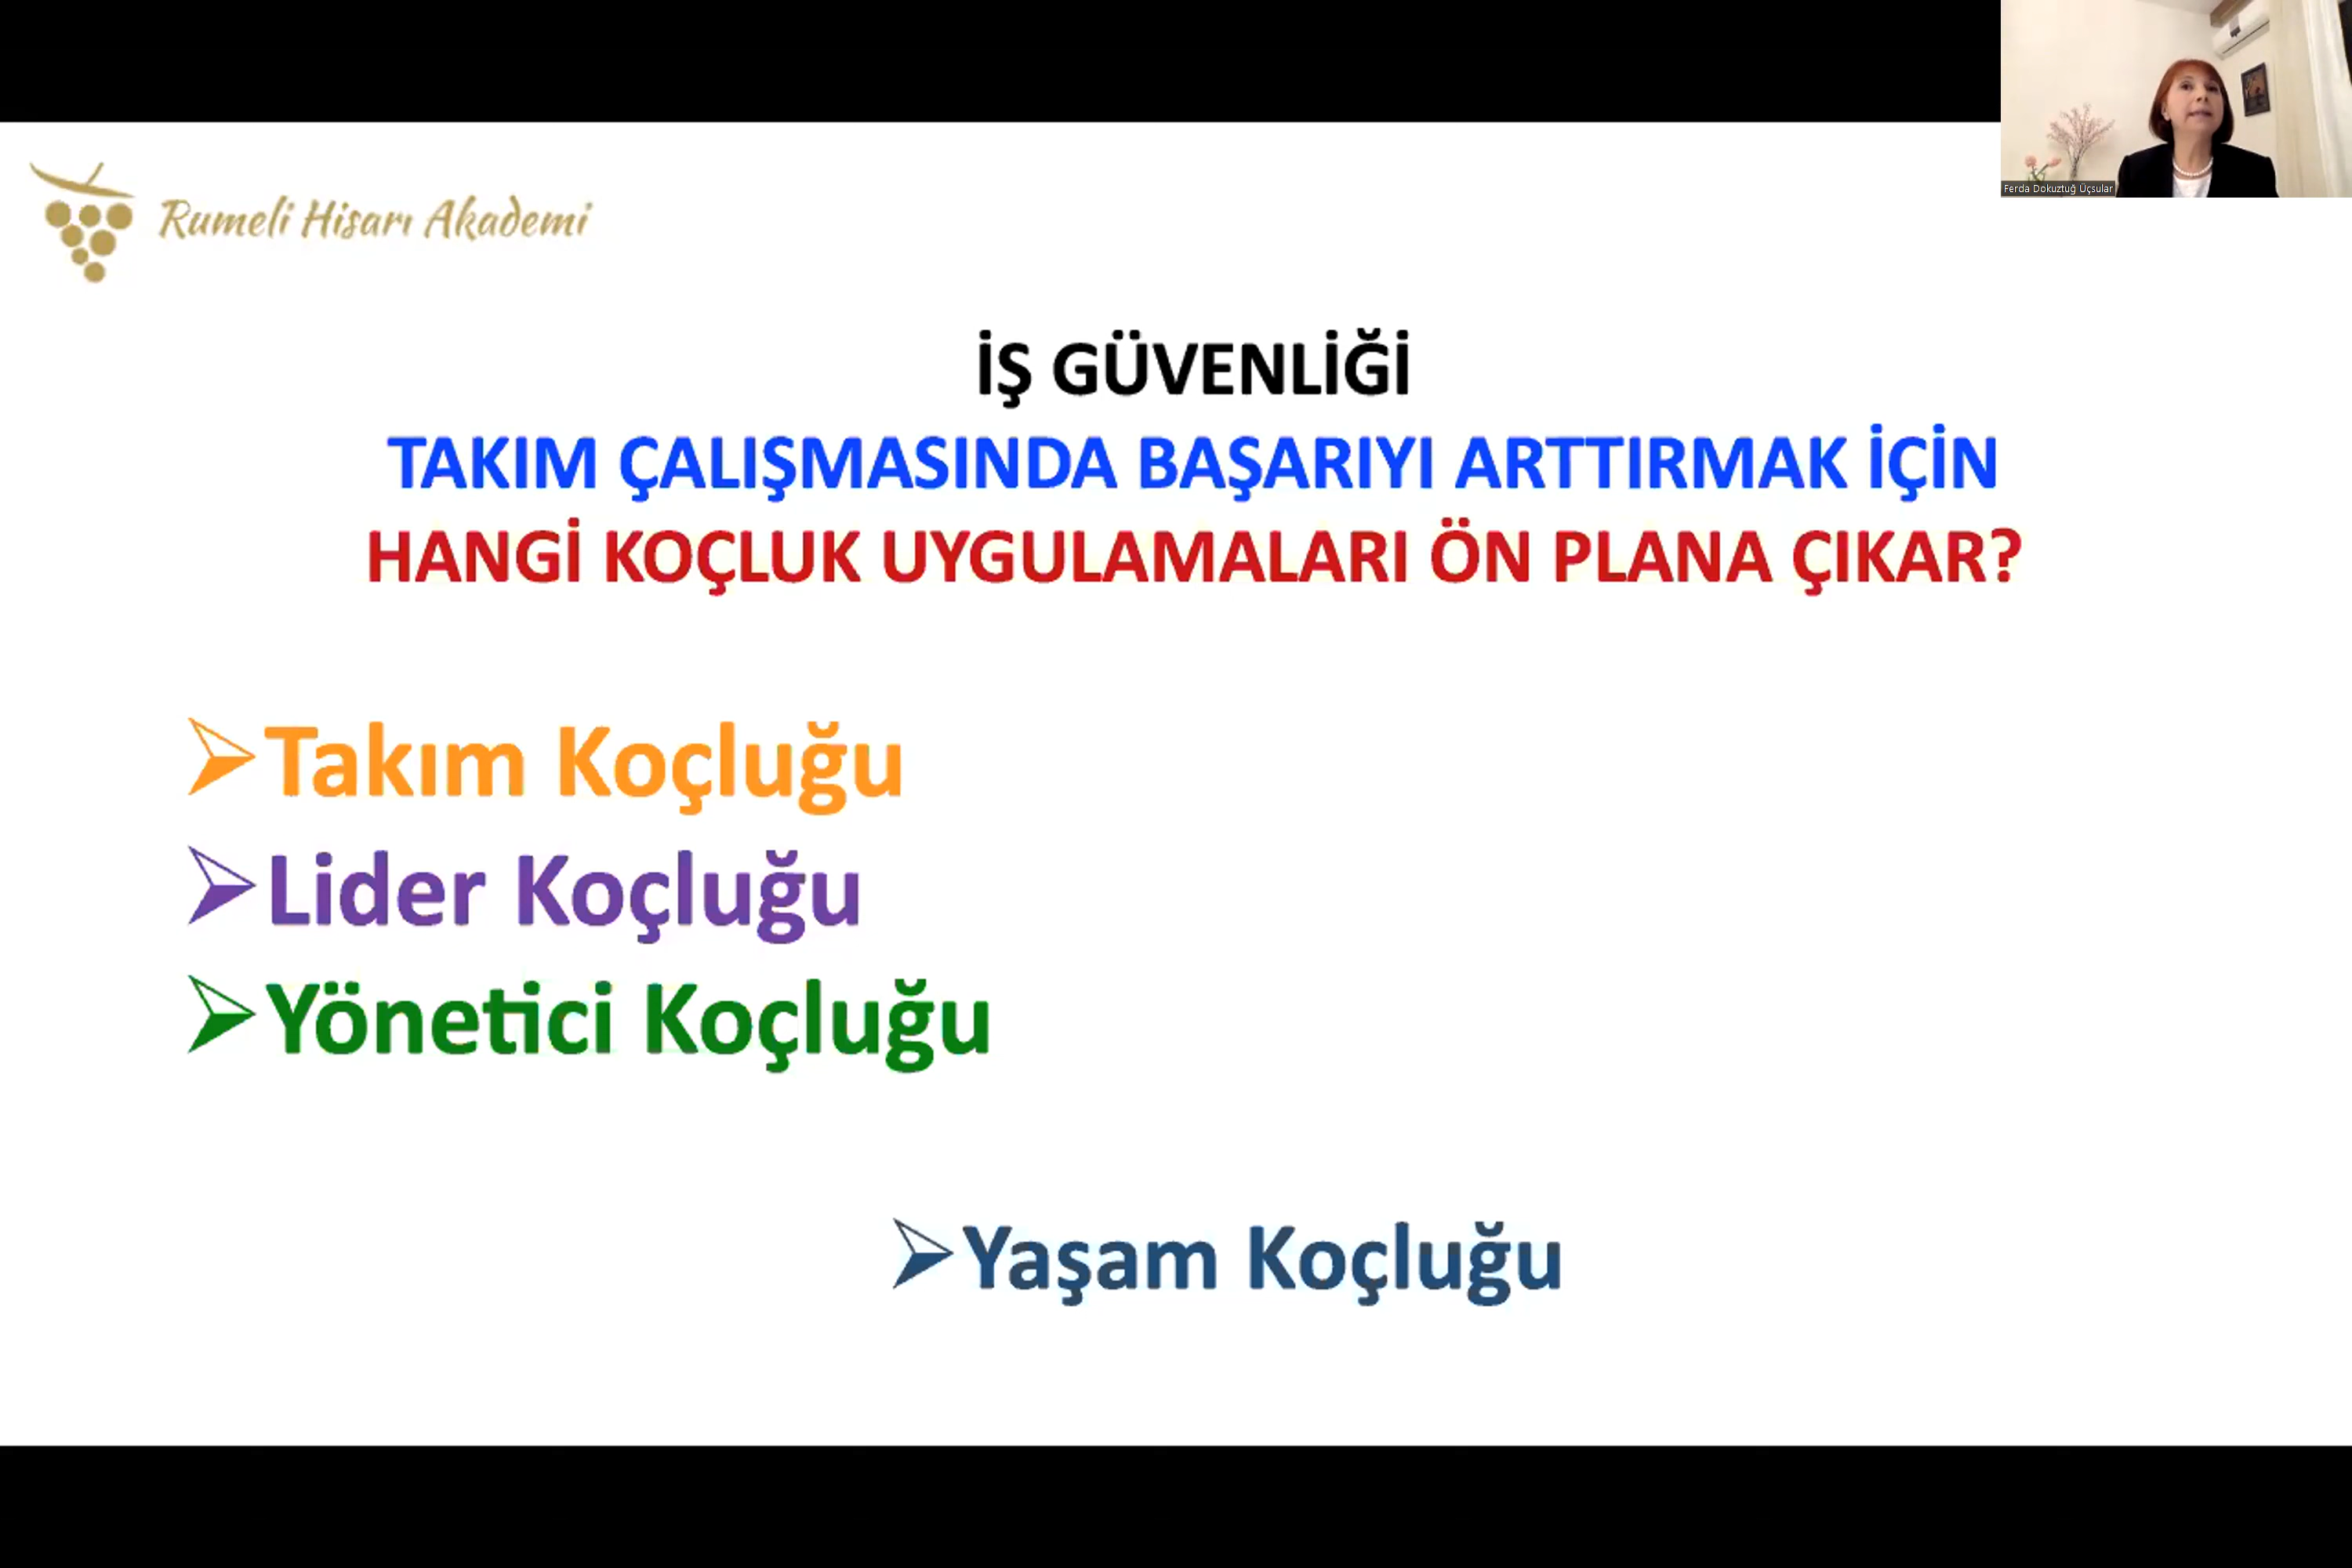 Ferda Dokuztuğ Üçsular
Rumeli Hisarı Akademi
İŞ GÜVENLİĞİ
TAKIM ÇALIŞMASINDA BAŞARIYI ARTTIRMAK İÇİN
HANGİ KOÇLUK UYGULAMALARI ÖN PLANA ÇIKAR?
➢Takım Koçluğu
➢Lider Koçluğu
➢Yönetici Koçluğu
➢Yaşam Koçluğu